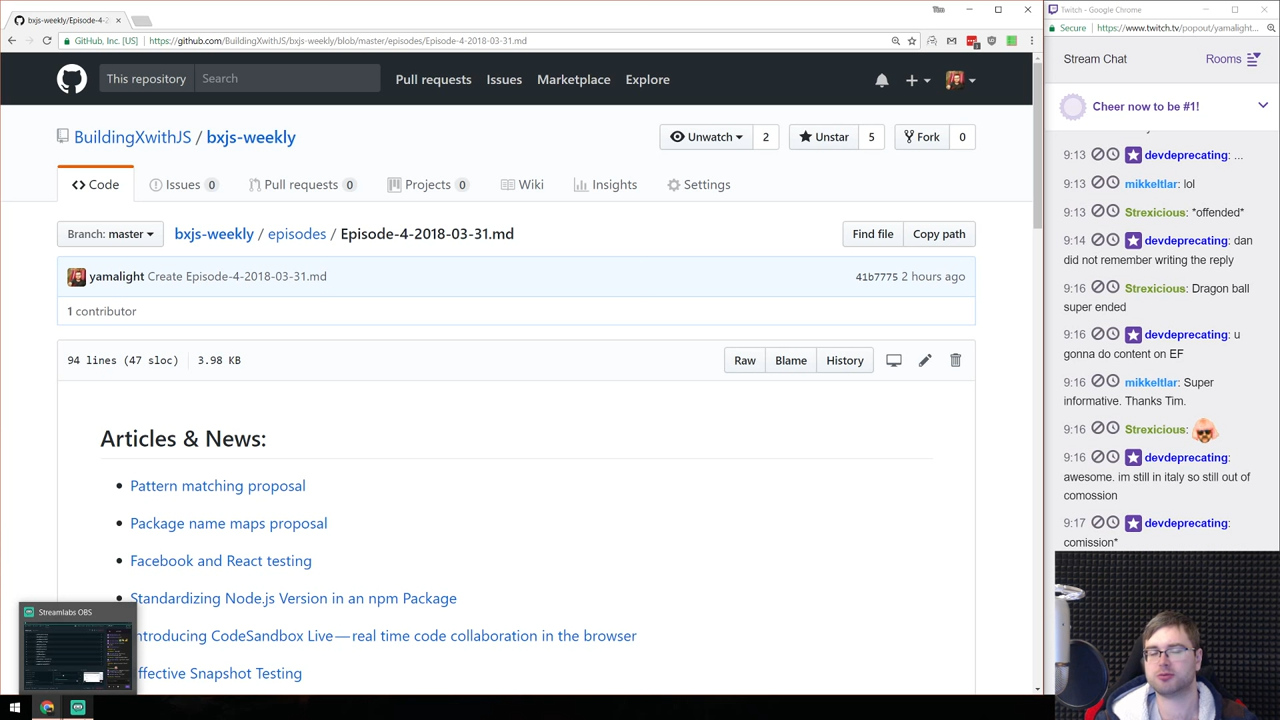 bxjs-weekly/Episode-4-2
Tim
GitHub, Inc. [US]
https://github.com/BuildingXwithJS/bxjs-weekly/blob/master/episodes/Episode-4-2018-03-31.md
This repository
Search
Pull requests
Issues
Marketplace
Explore
BuildingXwithJS / bxjs-weekly
Unwatch
2
Unstar
5
Fork
0
Code
Issues 0
Pull requests 0
Projects 0
Wiki
Insights
Settings
Branch: master
bxjs-weekly / episodes / Episode-4-2018-03-31.md
Find file
Copy path
yamalight Create Episode-4-2018-03-31.md
41b7775 2 hours ago
1 contributor
94 lines (47 sloc)
3.98 KB
Raw
Blame
History
Articles & News:
Pattern matching proposal
Package name maps proposal
Facebook and React testing
Standardizing Node.js Version in an npm Package
ntroducing CodeSandbox Live — real time code collaboration in the browser
ffective Snapshot Testing
Streamlabs OBS
Twitch - Google Chrome
Secure
https://www.twitch.tv/popout/yamalight...
Stream Chat
Rooms
Cheer now to be #1!
9:13 devdeprecating: ...
9:13 mikkeltlar: lol
9:13 Strexicious: *offended*
9:14 devdeprecating: dan
did not remember writing the reply
9:16 Strexicious: Dragon ball
super ended
9:16 devdeprecating: u
gonna do content on EF
9:16 mikkeltlar: Super
informative. Thanks Tim.
9:16 Strexicious:
9:16 devdeprecating:
awesome. im still in italy so still out of
comossion
9:17 devdeprecating:
comission*